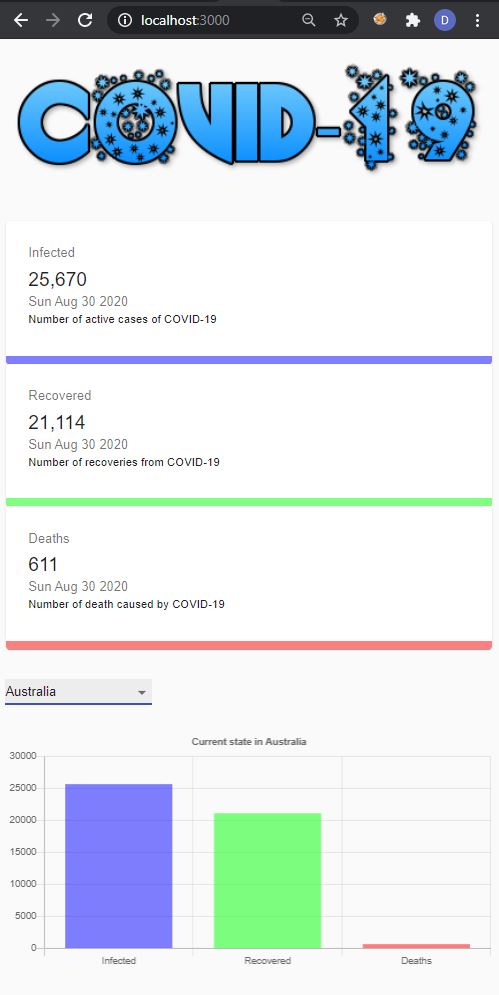 localhost:3000
D
COVID-19
Infected
25,670
Sun Aug 30 2020
Number of active cases of COVID-19
Recovered
21,114
Sun Aug 30 2020
Number of recoveries from COVID-19
Deaths
611
Sun Aug 30 2020
Number of death caused by COVID-19
Australia
Current state in Australia
30000
25000
20000
15000
10000
5000
0
Infected Recovered Deaths